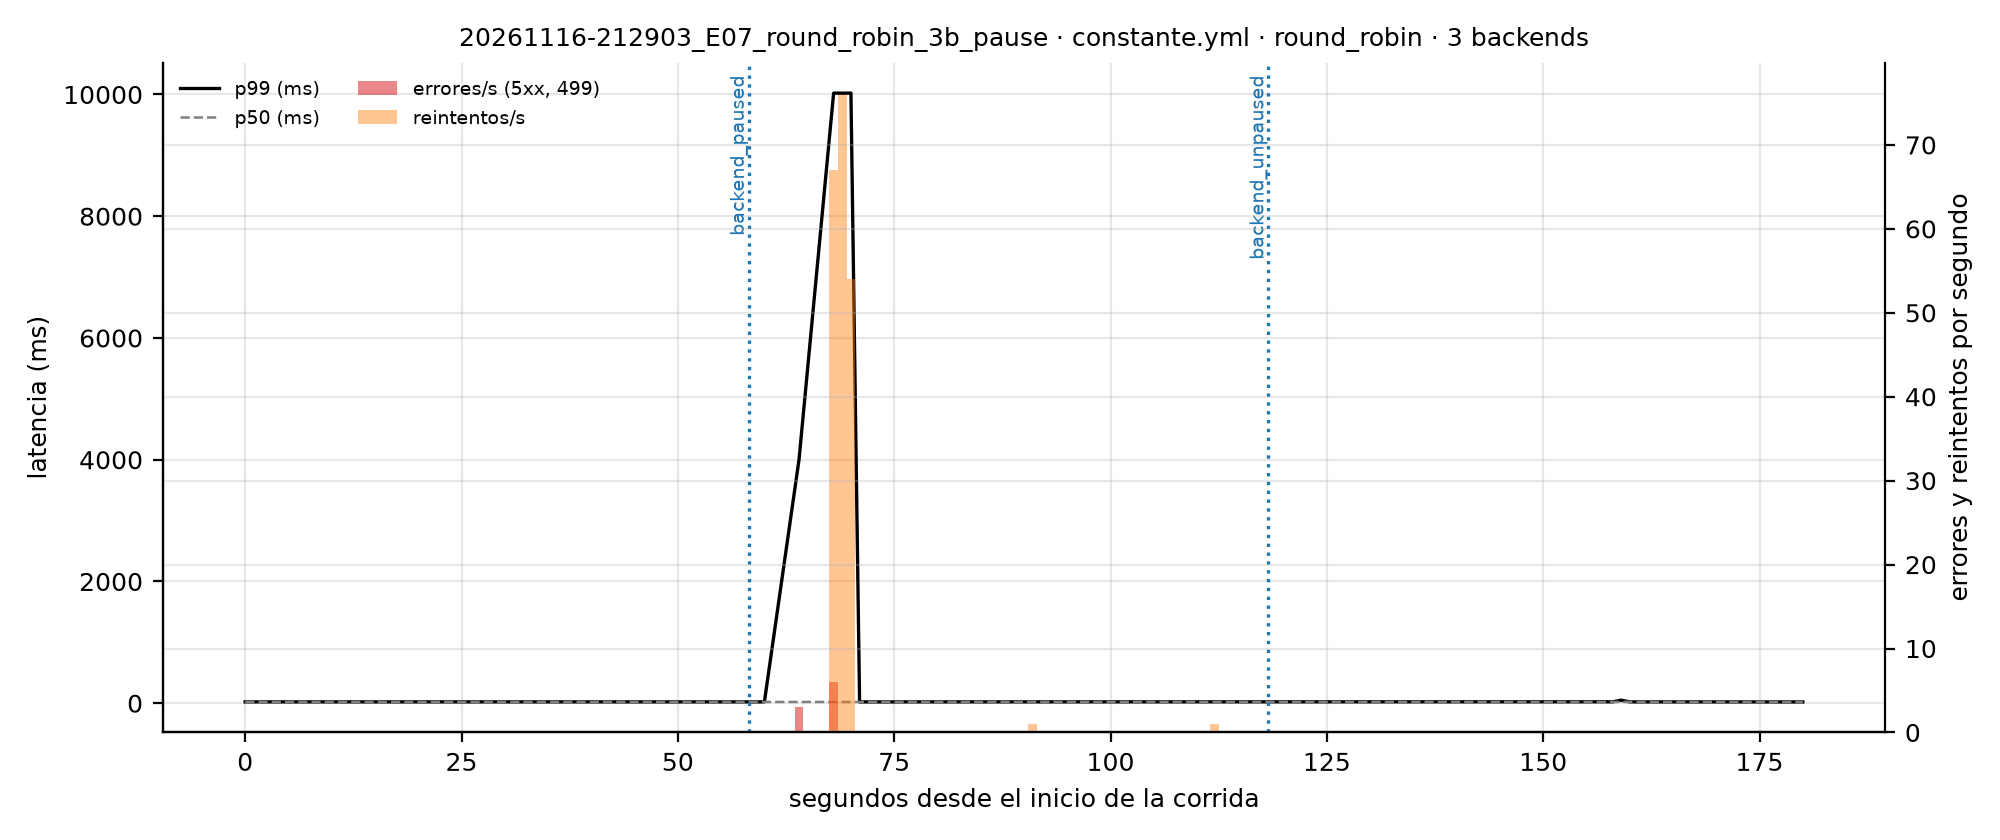 20261116-212903_E07_round_robin_3b_pause · constante.yml · round_robin · 3 backends
p99 (ms)
p50 (ms)
errores/s (5xx, 499)
reintentos/s
backend_paused
backend_unpaused
latencia (ms)
10000
8000
6000
4000
2000
0
errores y reintentos por segundo
70
60
50
40
30
20
10
0
0 25 50 75 100 125 150 175
segundos desde el inicio de la corrida